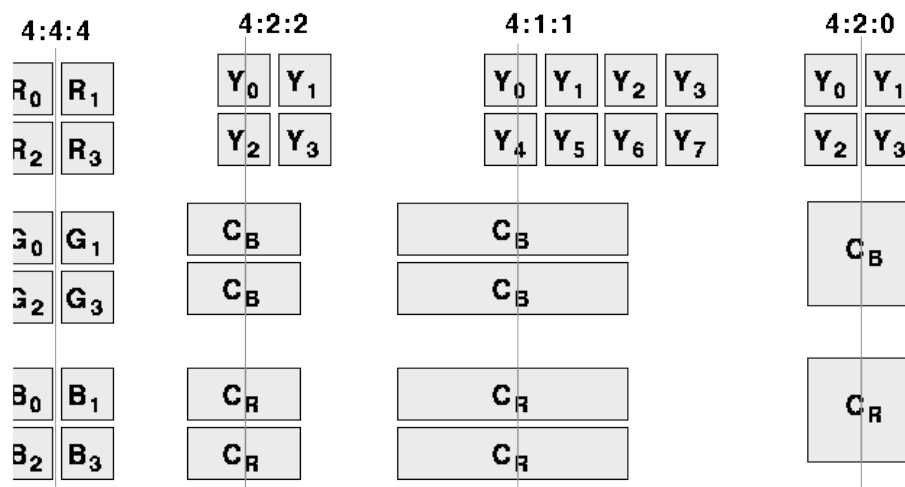 4:4:4 4:2:2 4:1:1 4:2:0
R0 R1 Y0 Y1 Y0 Y1 Y2 Y3 Y0 Y1
R2 R3 Y2 Y3 Y4 Y5 Y6 Y7 Y2 Y3
G0 G1 CB CB CB
G2 G3 CB CB
B0 B1 CR CR CR
B2 B3 CR CR